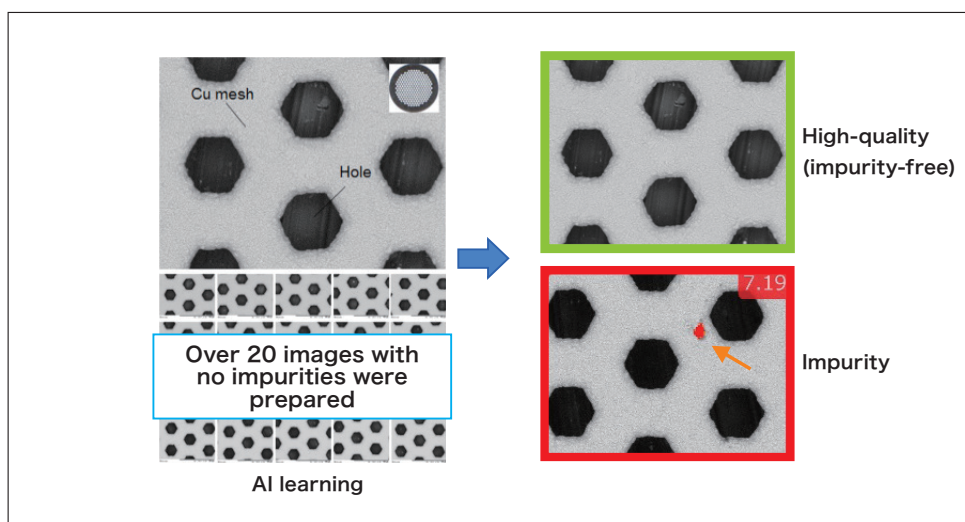 Cu mesh
Hole
Over 20 images with
no impurities were
prepared
AI learning
High-quality
(impurity-free)
7.19
Impurity